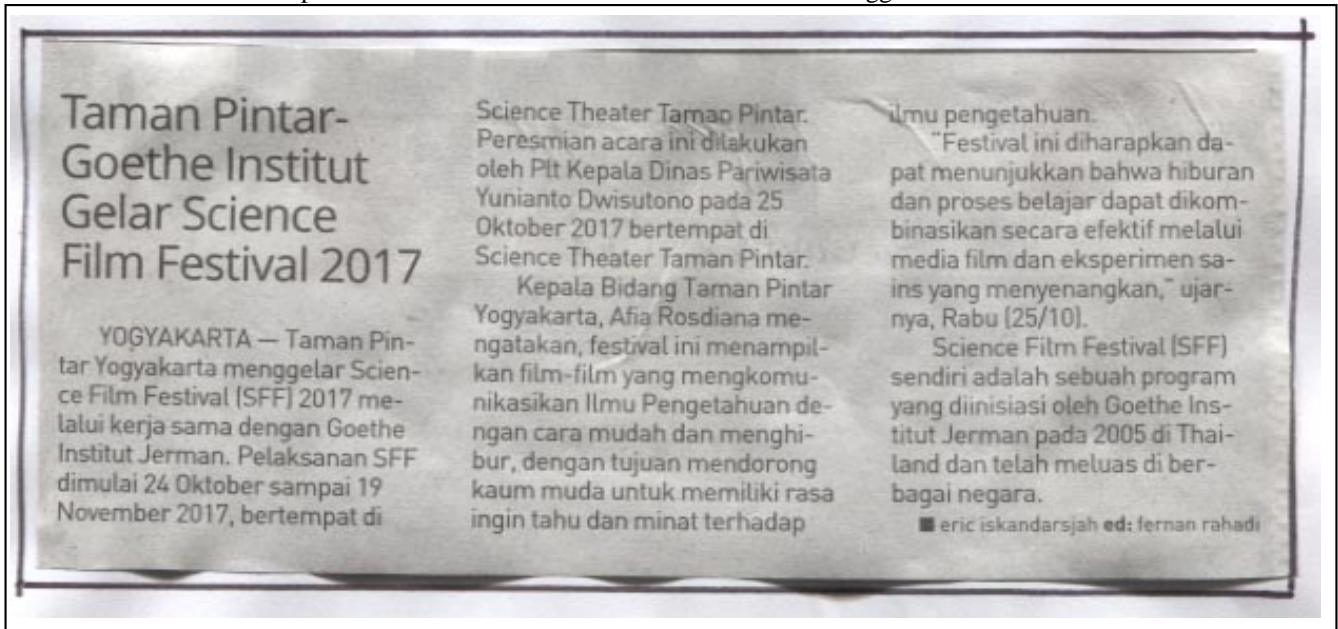 Taman Pintar-
Goethe Institut
Gelar Science
Film Festival 2017
YOGYAKARTA — Taman Pin-
tar Yogyakarta menggelar Scien-
ce Film Festival (SFF) 2017 me-
lalui kerja sama dengan Goethe
Institut Jerman. Pelaksanan SFF
dimulai 24 Oktober sampai 19
November 2017, bertempat di
Science Theater Taman Pintar.
Peresmian acara ini dilakukan
oleh Plt Kepala Dinas Pariwisata
Yunianto Dwisutono pada 25
Oktober 2017 bertempat di
Science Theater Taman Pintar.
Kepala Bidang Taman Pintar
Yogyakarta, Afia Rosdiana me-
ngatakan, festival ini menampil-
kan film-film yang mengkomu-
nikasikan Ilmu Pengetahuan de-
ngan cara mudah dan menghi-
bur, dengan tujuan mendorong
kaum muda untuk memiliki rasa
ingin tahu dan minat terhadap
ilmu pengetahuan.
"Festival ini diharapkan da-
pat menunjukkan bahwa hiburan
dan proses belajar dapat dikom-
binasikan secara efektif melalui
media film dan eksperimen sa-
ins yang menyenangkan," ujar-
nya, Rabu (25/10).
Science Film Festival (SFF)
sendiri adalah sebuah program
yang diinisiasi oleh Goethe Ins-
titut Jerman pada 2005 di Thai-
land dan telah meluas di ber-
bagai negara.
■ eric iskandarsjah ed: fernan rahadi